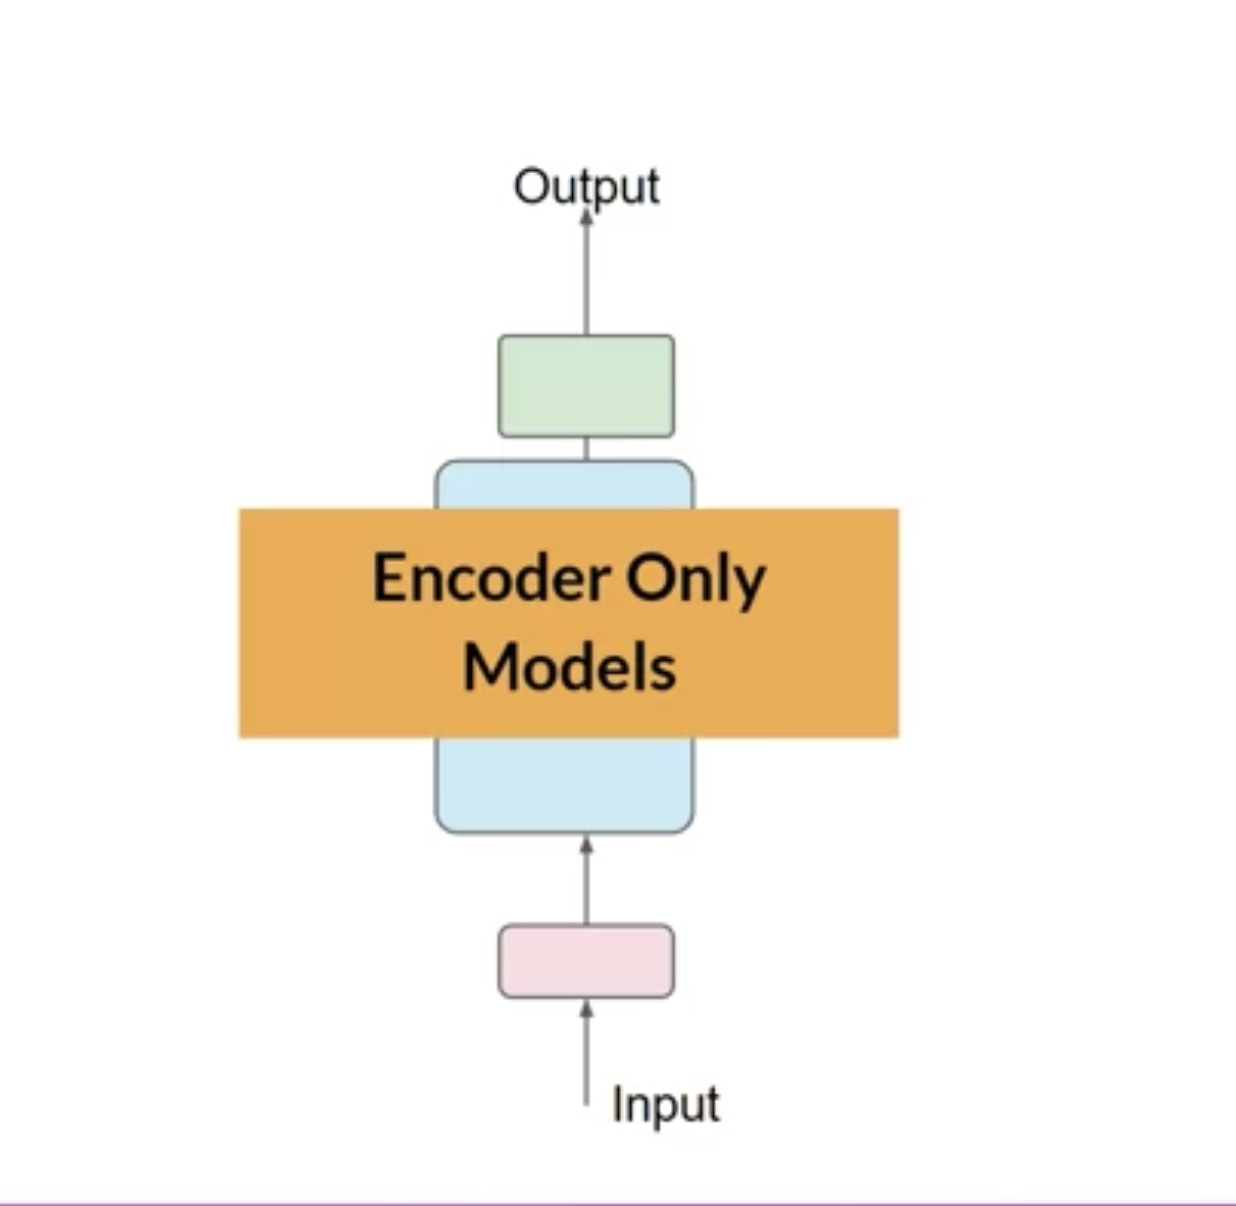 Output
Encoder Only
Models
Input